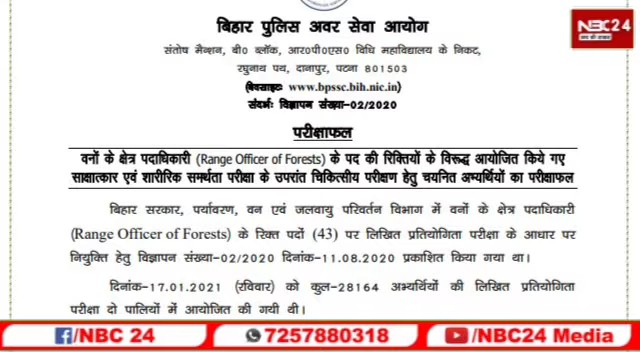 बिहार पुलिस अवर सेवा आयोग
NBC24
संतोष मैन्शन, बी० ब्लॉक, आर०पी०एस० विधि महाविद्यालय के निकट,
रघुनाथ पथ, दानापुर, पटना 801503
(वेबसाइटः www.bpssc.bih.nic.in)
संदर्भः विज्ञापन संख्या-02/2020
परीक्षाफल
वनों के क्षेत्र पदाधिकारी (Range Officer of Forests) के पद की रिक्तियों के विरूद्ध आयोजित किये गए
साक्षात्कार एवं शारीरिक समर्थता परीक्षा के उपरांत चिकित्सीय परीक्षण हेतु चयनित अभ्यर्थियों का परीक्षाफल
बिहार सरकार, पर्यावरण, वन एवं जलवायु परिवर्तन विभाग में वनों के क्षेत्र पदाधिकारी
(Range Officer of Forests) के रिक्त पदों (43) पर लिखित प्रतियोगिता परीक्षा के आधार पर
नियुक्ति हेतु विज्ञापन संख्या-02/2020 दिनांक-11.08.2020 प्रकाशित किया गया था।
दिनांक-17.01.2021 (रविवार) को कुल-28164 अभ्यर्थियों की लिखित प्रतियोगिता
परीक्षा दो पालियों में आयोजित की गयी थी।
/NBC 24 7257880318 /NBC24 Media